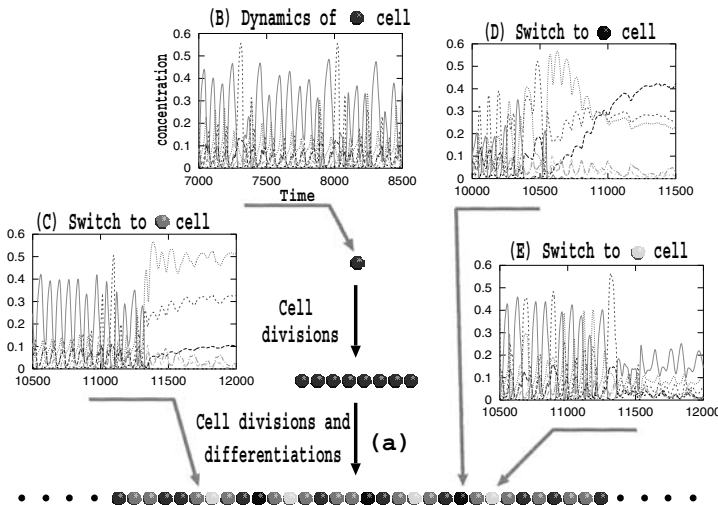 (B) Dynamics of cell
concentration
0.6
0.5
0.4
0.3
0.2
0.1
0
7000 7500 8000 8500
Time
(D) Switch to cell
0.6
0.5
0.4
0.3
0.2
0.1
0
10000 10500 11000 11500
(C) Switch to cell
0.6
0.5
0.4
0.3
0.2
0.1
0
10500 11000 11500 12000
(E) Switch to cell
0.6
0.5
0.4
0.3
0.2
0.1
0
10500 11000 11500 12000
Cell
divisions
Cell divisions and
differentiations
(a)